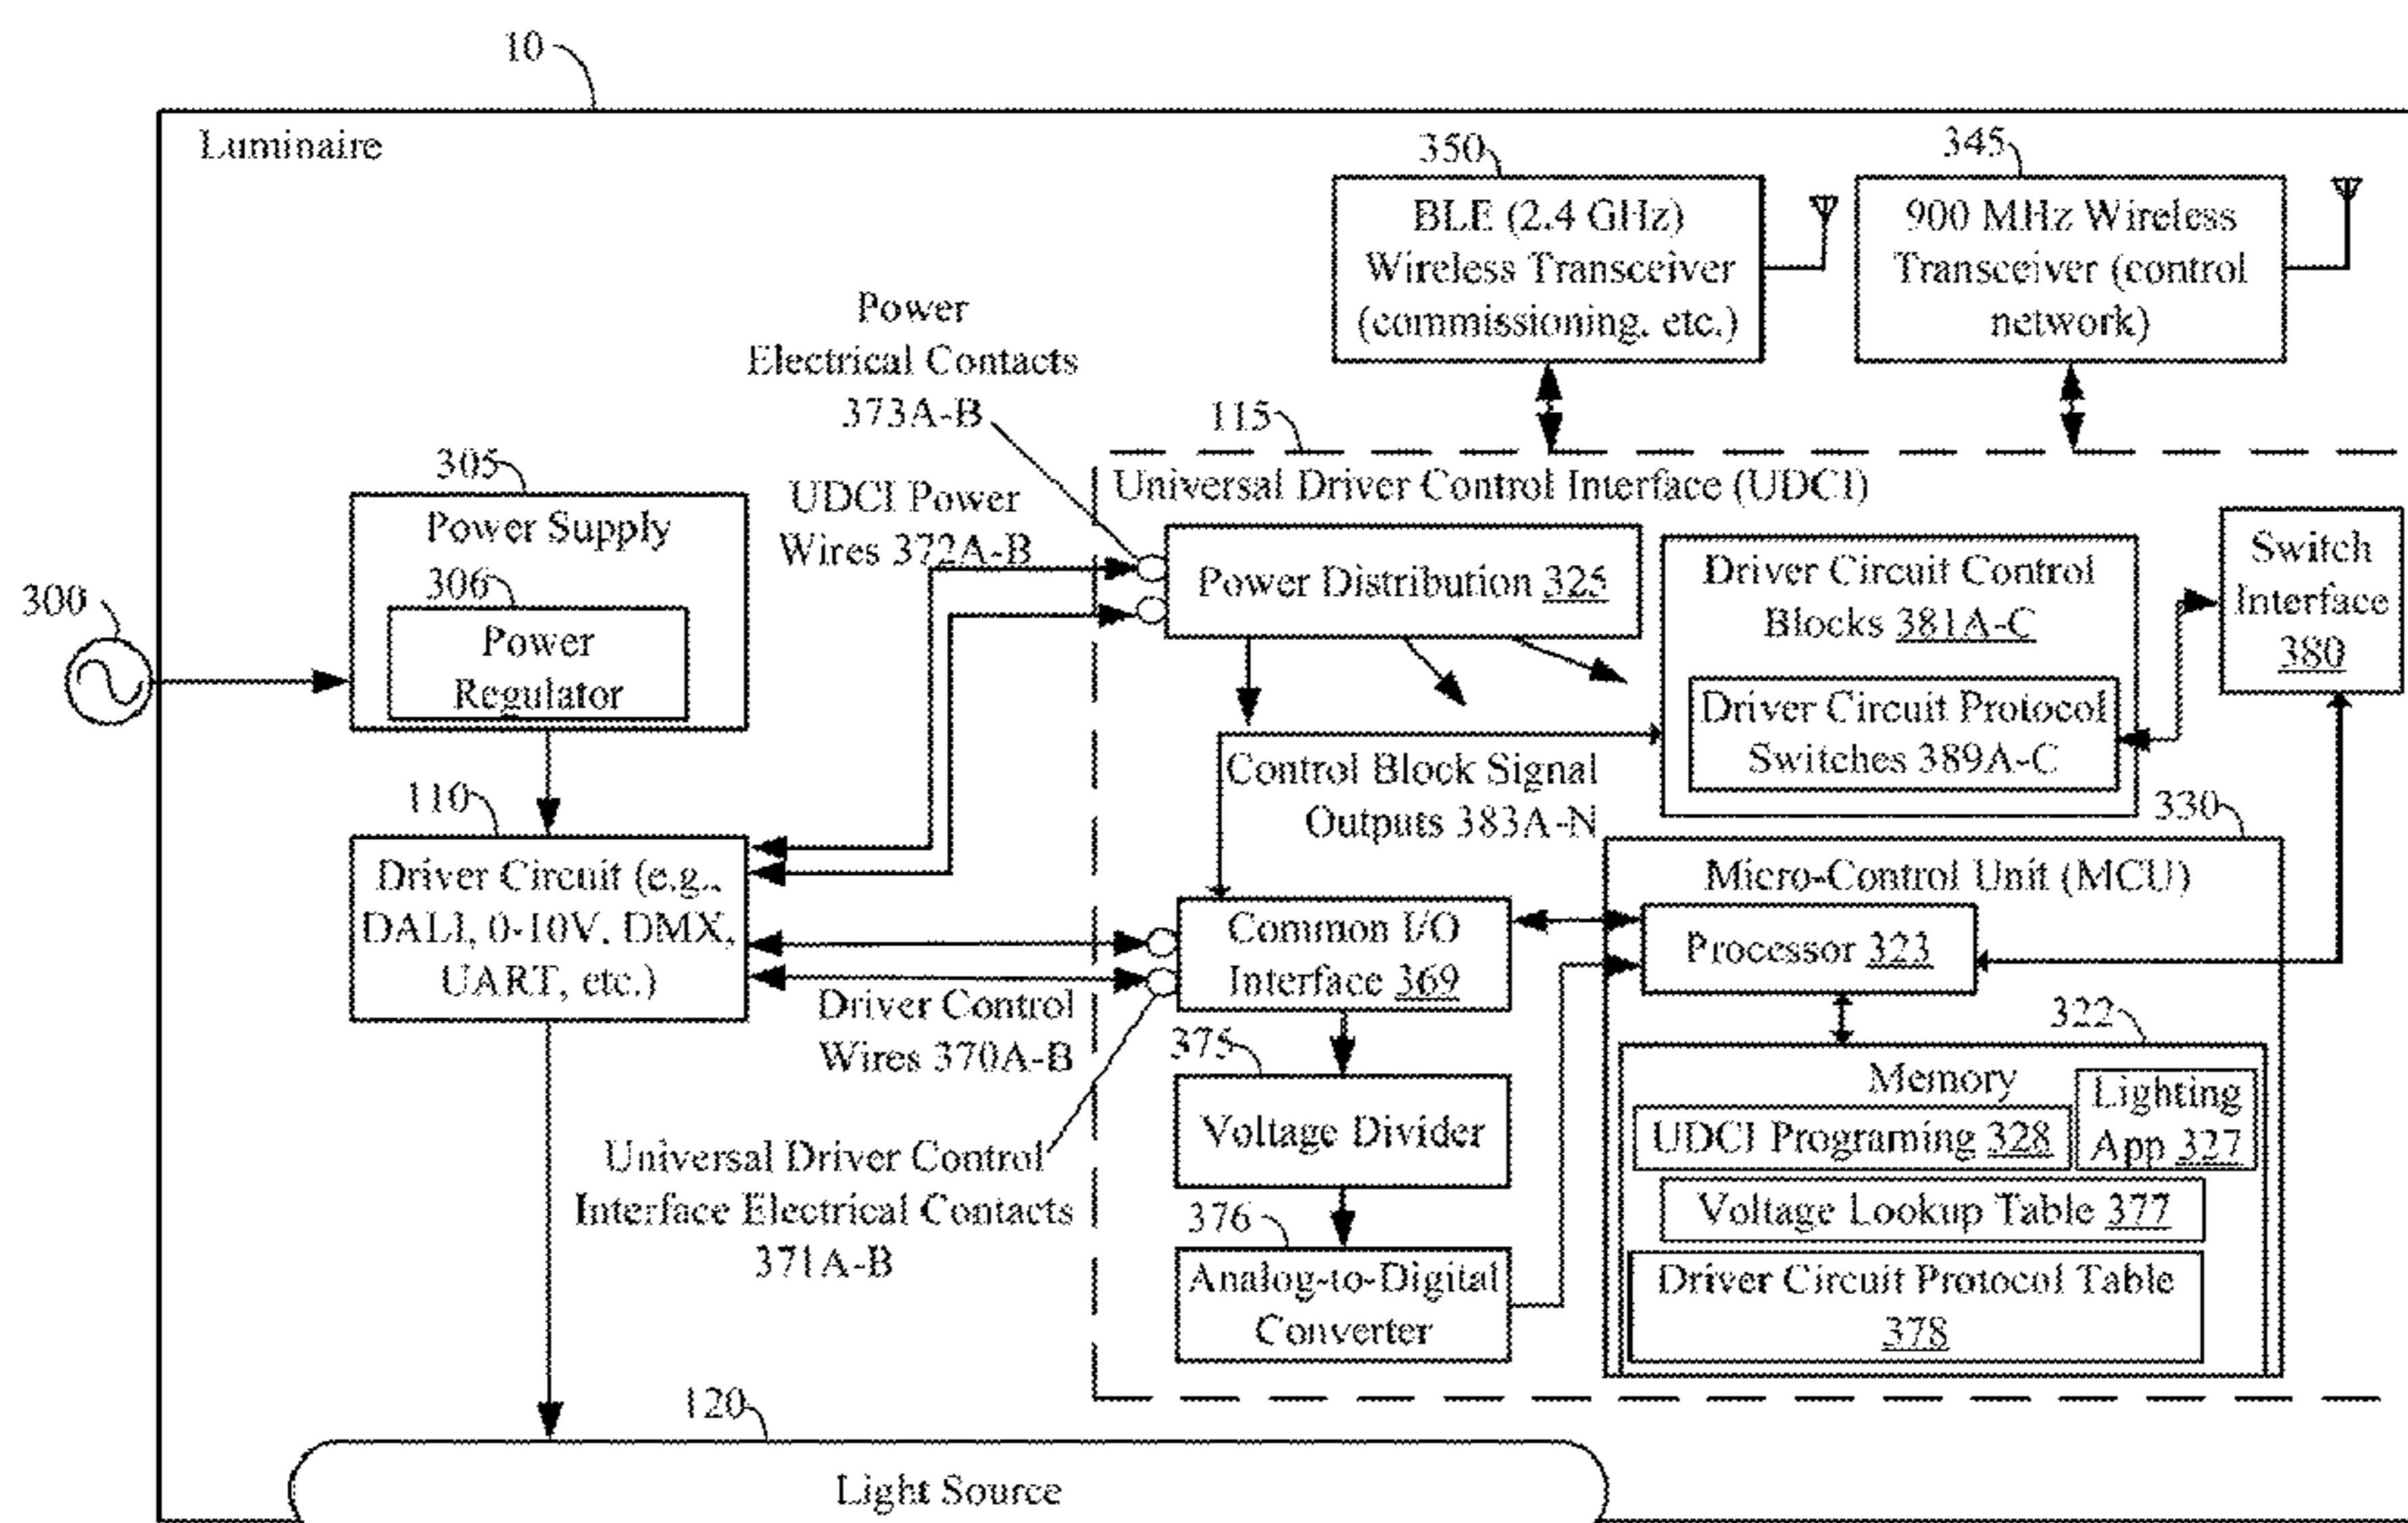 10
Luminaire
350
BLE (2.4 GHz)
Wireless Transceiver
(commissioning, etc.)
345
900 MHz Wireless
Transceiver (control
network)
Power
Electrical Contacts
373A-B
115
Universal Driver Control Interface (UDCI)
305
Power Supply
306
Power
Regulator
300
UDCI Power
Wires 372A-B
Power Distribution 325
Driver Circuit Control
Blocks 381A-C
Driver Circuit Protocol
Switches 389A-C
Switch
Interface
380
Control Block Signal
Outputs 383A-N
110
Driver Circuit (e.g.,
DALI, 0-10V, DMX,
UART, etc.)
Driver Control
Wires 370A-B
Universal Driver Control
Interface Electrical Contacts
371A-B
Common I/O
Interface 369
375
Voltage Divider
376
Analog-to-Digital
Converter
330
Micro-Control Unit (MCU)
Processor 323
322
Memory
UDCI Programing 328
Lighting
App 327
Voltage Lookup Table 377
Driver Circuit Protocol Table
378
120
Light Source